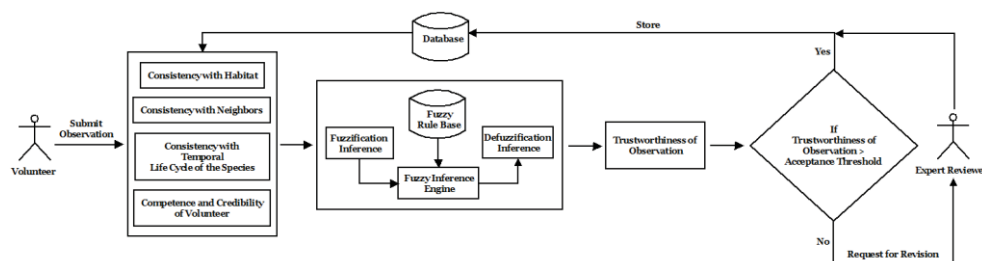 Store
Database
Yes
Consistency with Habitat
Consistency with Neighbors
Consistency with
Temporal
Life Cycle of the Species
Competence and Credibility
of Volunteer
Submit
Observation
Volunteer
Fuzzy
Rule Base
Fuzzification
Inference
Defuzzification
Inference
Fuzzy Inference
Engine
Trustworthiness of
Observation
If
Trustworthiness of
Observation >
Acceptance Threshold
Expert Reviewer
No
Request for Revision